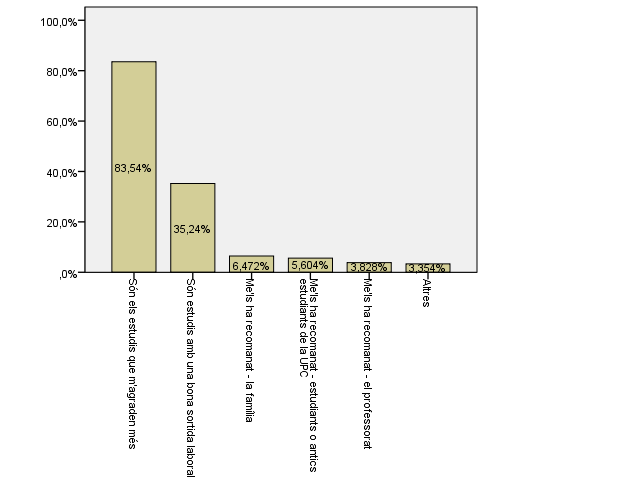 100,0%
80,0%
60,0%
40,0%
20,0%
,0%
83,54%
35,24%
6,472%
5,604%
3,828%
3,354%
Són els estudis que m'agraden més
Són estudis amb una bona sortida laboral
Me'ls ha recomanat - la família
Me'ls ha recomanat - estudiants o antics
estudiants de la UPC
Me'ls ha recomanat - el professorat
Altres